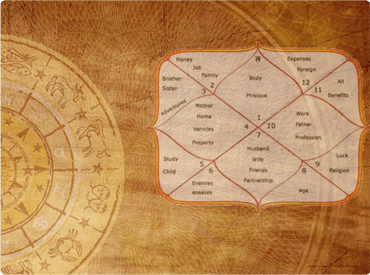 Money
Expenses
Job
Family
Foreign
Brother
Body
All
Sister
2
12
3
11
Benefits
Adventures
Mother
Phisique
Home
1
Work
4
10
Father
Vehicles
7
Profession
Property
Husband
Study
5
Wife
9
Luck
Child
6
Friends
8
Religion
Enemies
Partnership
Age